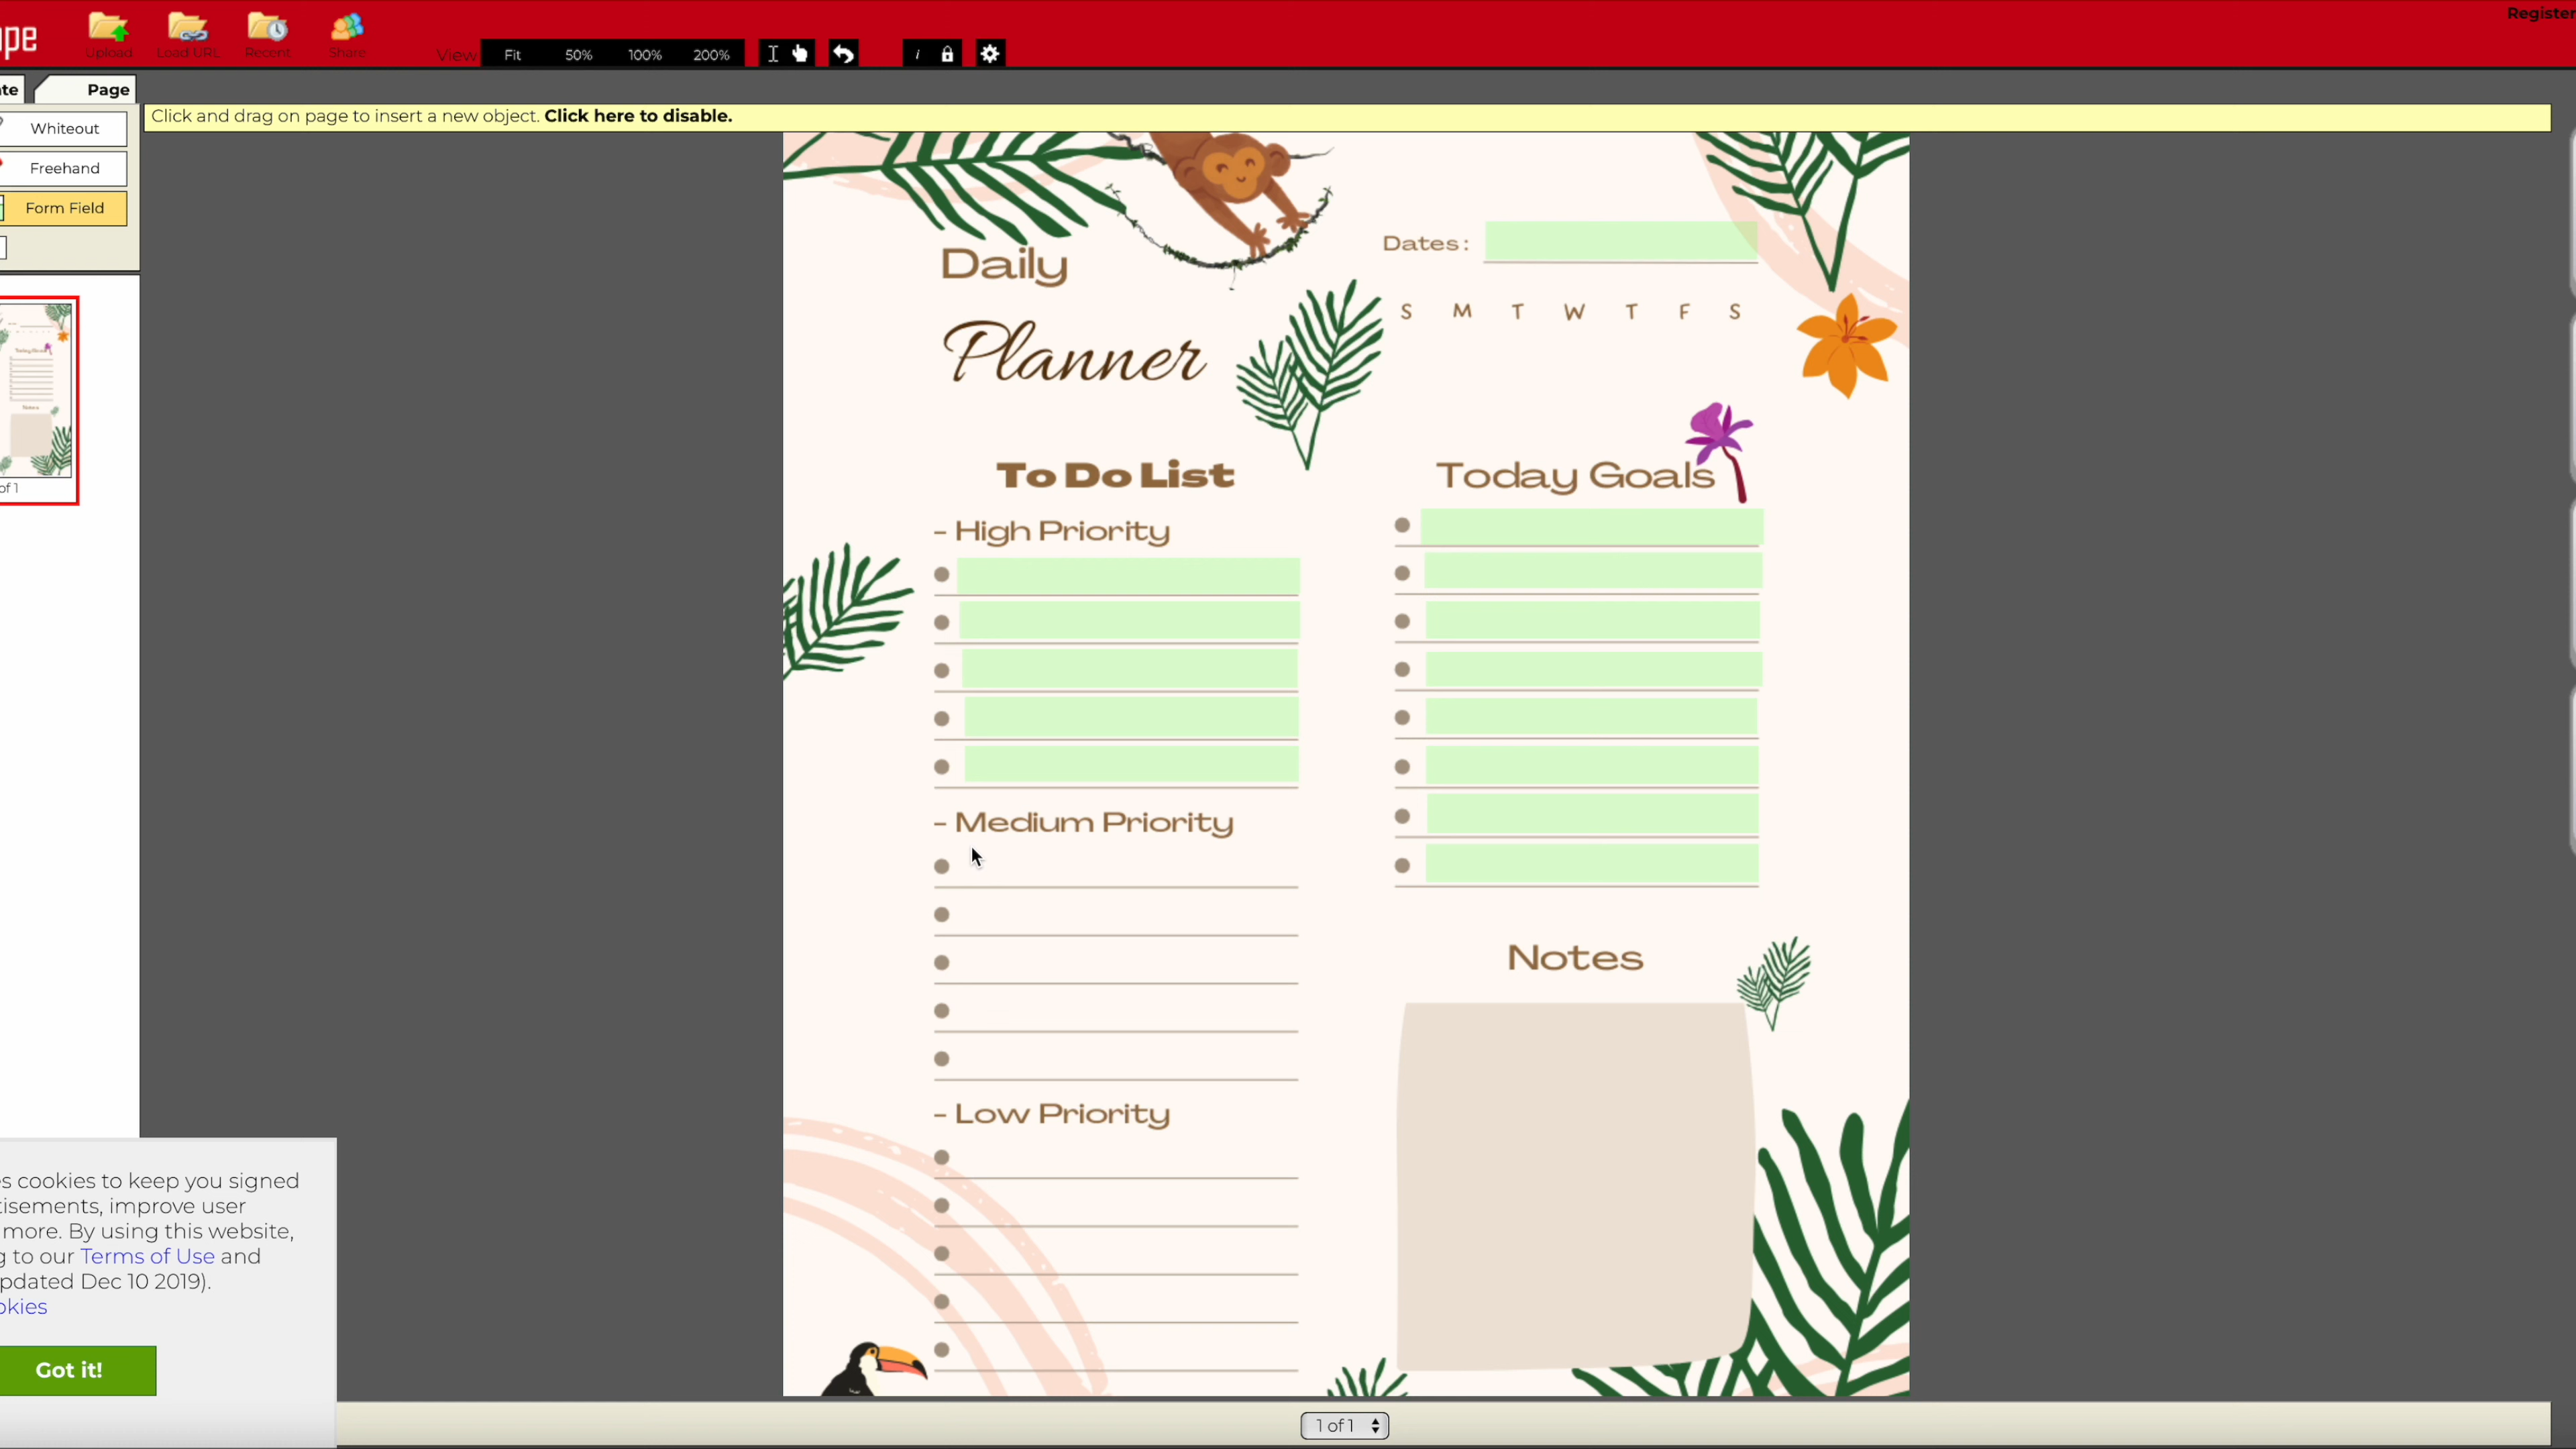 pe
Upload
Load URL
Recent
Share
View
Fit
50%
100%
200%
i
Register
te
Page
Whiteout
Freehand
Form Field
Click and drag on page to insert a new object. Click here to disable.
Daily
Planner
Dates:
S M T W T F S
To Do List
- High Priority
- Medium Priority
- Low Priority
Today Goals
Notes
of 1
s cookies to keep you signed
tisements, improve user
more. By using this website,
g to our Terms of Use and
pdated Dec 10 2019).
okies
Got it!
1 of 1